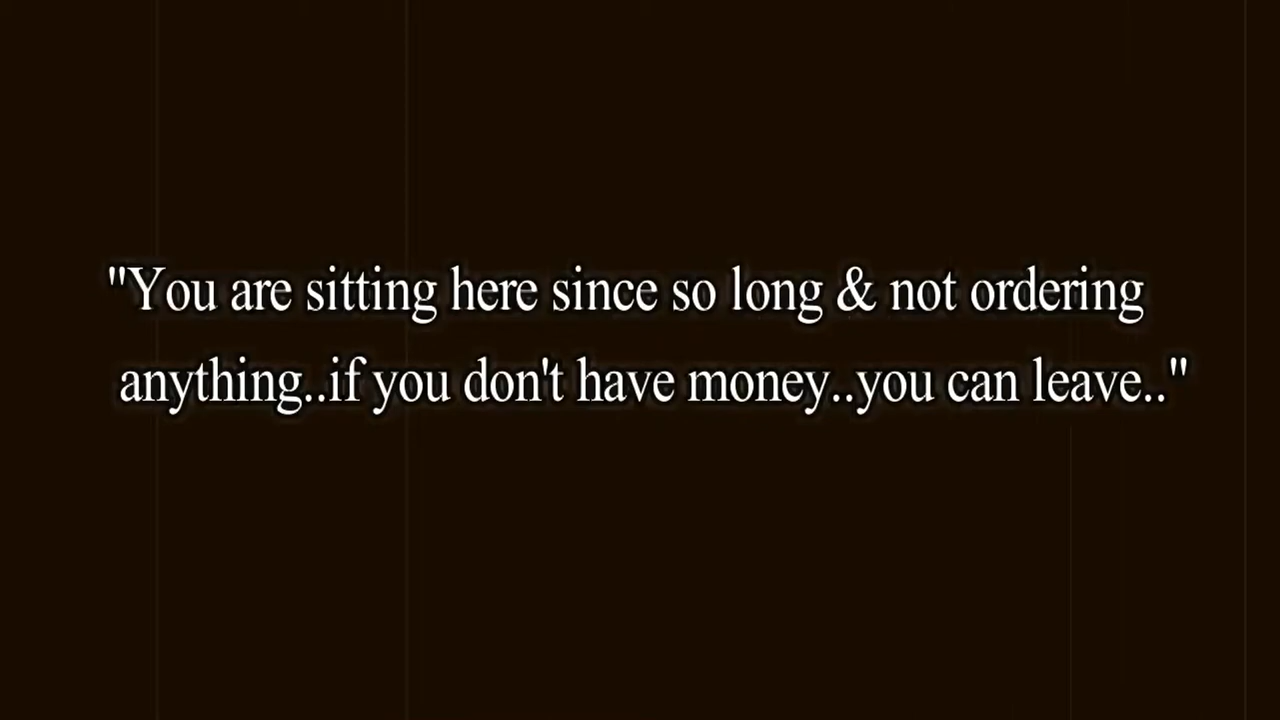 "You are sitting here since so long & not ordering
anything..if you don't have money..you can leave.."